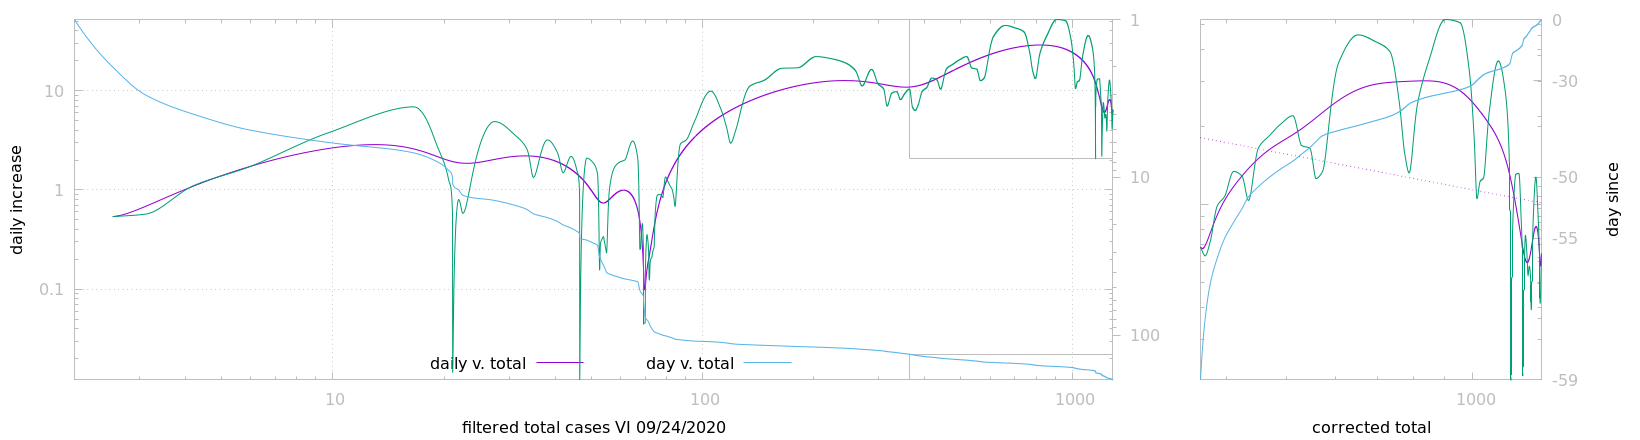 daily increase
10
1
0.1
daily v. total
day v. total
10
100
1000
1
10
100
filtered total cases VI 09/24/2020
0
-30
-50
-55
-59
day since
1000
corrected total